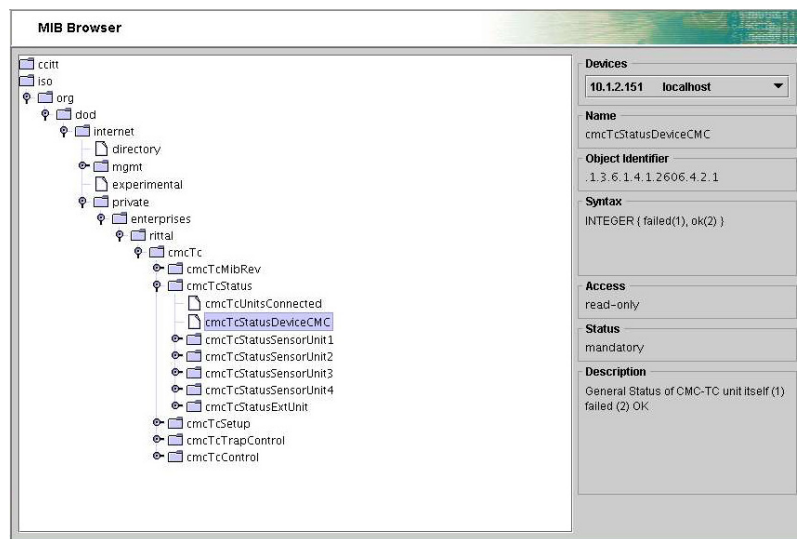 MIB Browser
ccitt
iso
org
dod
internet
directory
mgmt
experimental
private
enterprises
rittal
cmcTc
cmcTcMibRev
cmcTcStatus
cmcTcUnitsConnected
cmcTcStatusDeviceCMC
cmcTcStatusSensorUnit1
cmcTcStatusSensorUnit2
cmcTcStatusSensorUnit3
cmcTcStatusSensorUnit4
cmcTcStatusExtUnit
cmcTcSetup
cmcTcTrapControl
cmcTcControl
Devices
10.1.2.151 localhost
Name
cmcTcStatusDeviceCMC
Object Identifier
.1.3.6.1.4.1.2606.4.2.1
Syntax
INTEGER { failed(1), ok(2) }
Access
read-only
Status
mandatory
Description
General Status of CMC-TC unit itself (1)
failed (2) OK